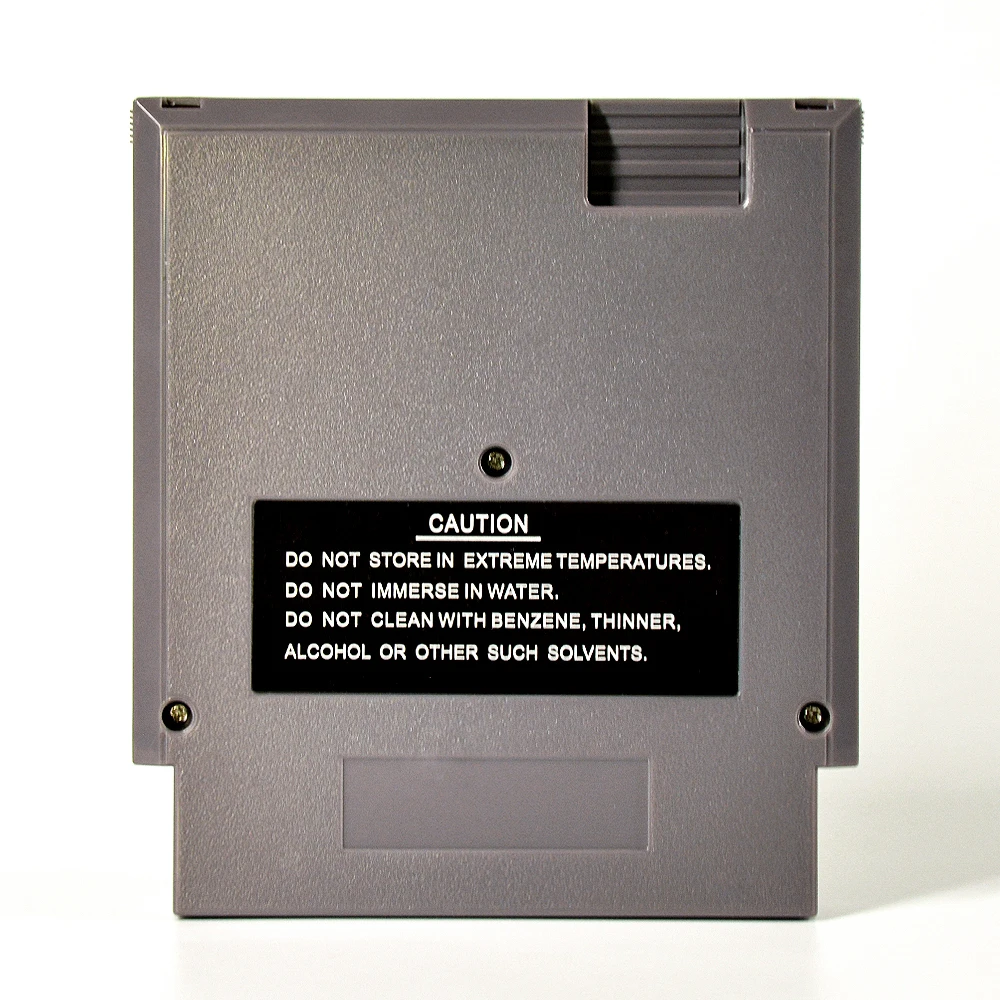 CAUTION
DO NOT STORE IN EXTREME TEMPERATURES.
DO NOT IMMERSE IN WATER.
DO NOT CLEAN WITH BENZENE, THINNER,
ALCOHOL OR OTHER SUCH SOLVENTS.